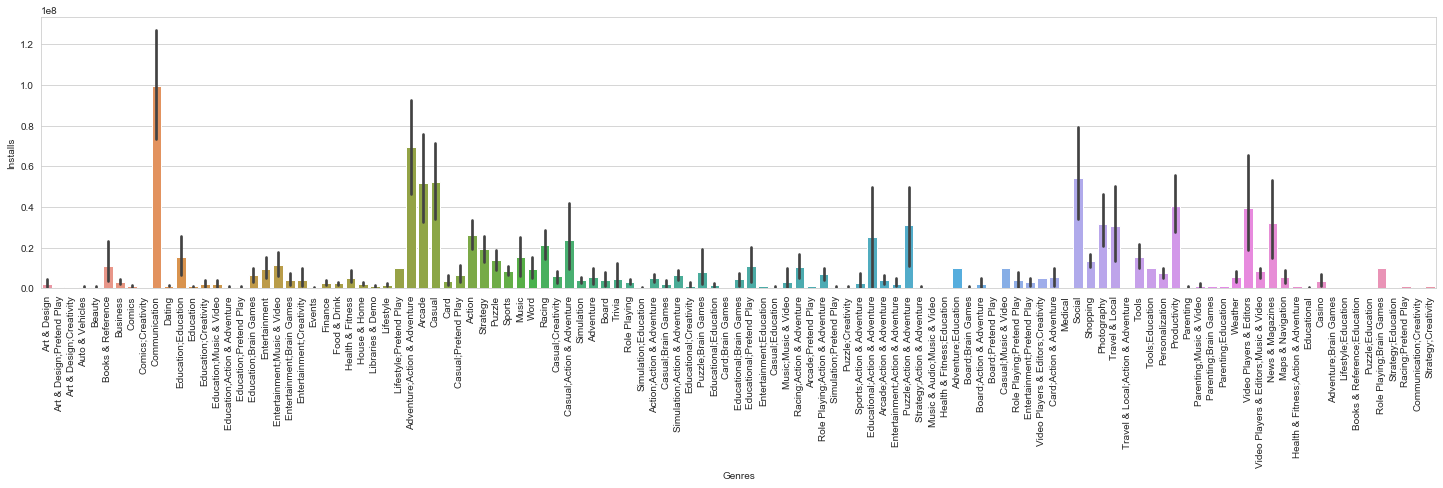 1e8
1.2
1.0
0.8
0.6
0.4
0.2
0.0
Installs
Art & Design
Art & Design;Pretend Play
Art & Design;Creativity
Auto & Vehicles
Beauty
Books & Reference
Business
Comics
Comics;Creativity
Communication
Dating
Education;Education
Education
Education;Creativity
Education;Music & Video
Education;Action & Adventure
Education;Pretend Play
Education;Brain Games
Entertainment
Entertainment;Music & Video
Entertainment;Brain Games
Entertainment;Creativity
Events
Finance
Food & Drink
Health & Fitness
House & Home
Libraries & Demo
Lifestyle
Lifestyle;Pretend Play
Adventure;Action & Adventure
Arcade
Casual
Card
Casual;Pretend Play
Action
Strategy
Puzzle
Sports
Music
Word
Racing
Casual;Creativity
Casual;Action & Adventure
Simulation
Adventure
Board
Trivia
Role Playing
Simulation;Education
Action;Action & Adventure
Casual;Brain Games
Simulation;Action & Adventure
Educational;Creativity
Puzzle;Brain Games
Educational;Education
Card;Brain Games
Educational;Brain Games
Educational;Pretend Play
Entertainment;Education
Casual;Education
Music;Music & Video
Racing;Action & Adventure
Arcade;Pretend Play
Role Playing;Action & Adventure
Simulation;Pretend Play
Puzzle;Creativity
Sports;Action & Adventure
Educational;Action & Adventure
Arcade;Action & Adventure
Entertainment;Action & Adventure
Puzzle;Action & Adventure
Strategy;Action & Adventure
Music & Audio;Music & Video
Health & Fitness;Education
Adventure;Education
Board;Brain Games
Board;Action & Adventure
Board;Pretend Play
Casual;Music & Video
Role Playing;Pretend Play
Entertainment;Pretend Play
Video Players & Editors;Creativity
Card;Action & Adventure
Medical
Social
Shopping
Photography
Travel & Local
Travel & Local;Action & Adventure
Tools
Tools;Education
Personalization
Productivity
Parenting
Parenting;Music & Video
Parenting;Brain Games
Parenting;Education
Weather
Video Players & Editors
Video Players & Editors;Music & Video
News & Magazines
Maps & Navigation
Health & Fitness;Action & Adventure
Educational
Casino
Adventure;Brain Games
Lifestyle;Education
Books & Reference;Education
Puzzle;Education
Role Playing;Brain Games
Strategy;Education
Racing;Pretend Play
Communication;Creativity
Strategy;Creativity
Genres